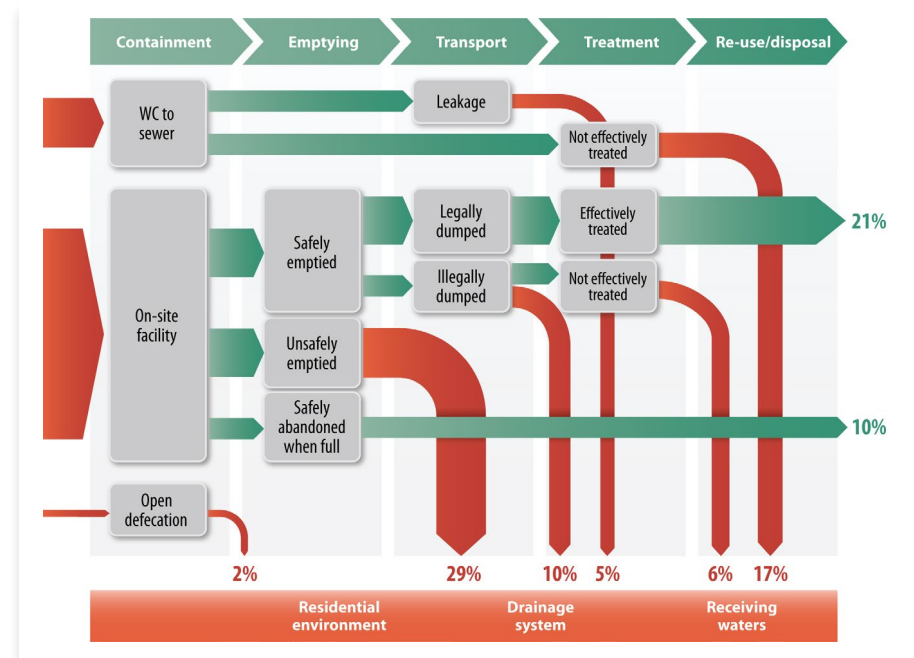 Containment
Emptying
Transport
Treatment
Re-use/disposal
WC to
sewer
Leakage
Not effectively
treated
On-site
facility
Safely
emptied
Legally
dumped
Effectively
treated
21%
Illegally
dumped
Not effectively
treated
Unsafely
emptied
Safely
abandoned
when full
10%
Open
defecation
2%
29%
10%
5%
6%
17%
Residential
environment
Drainage
system
Receiving
waters